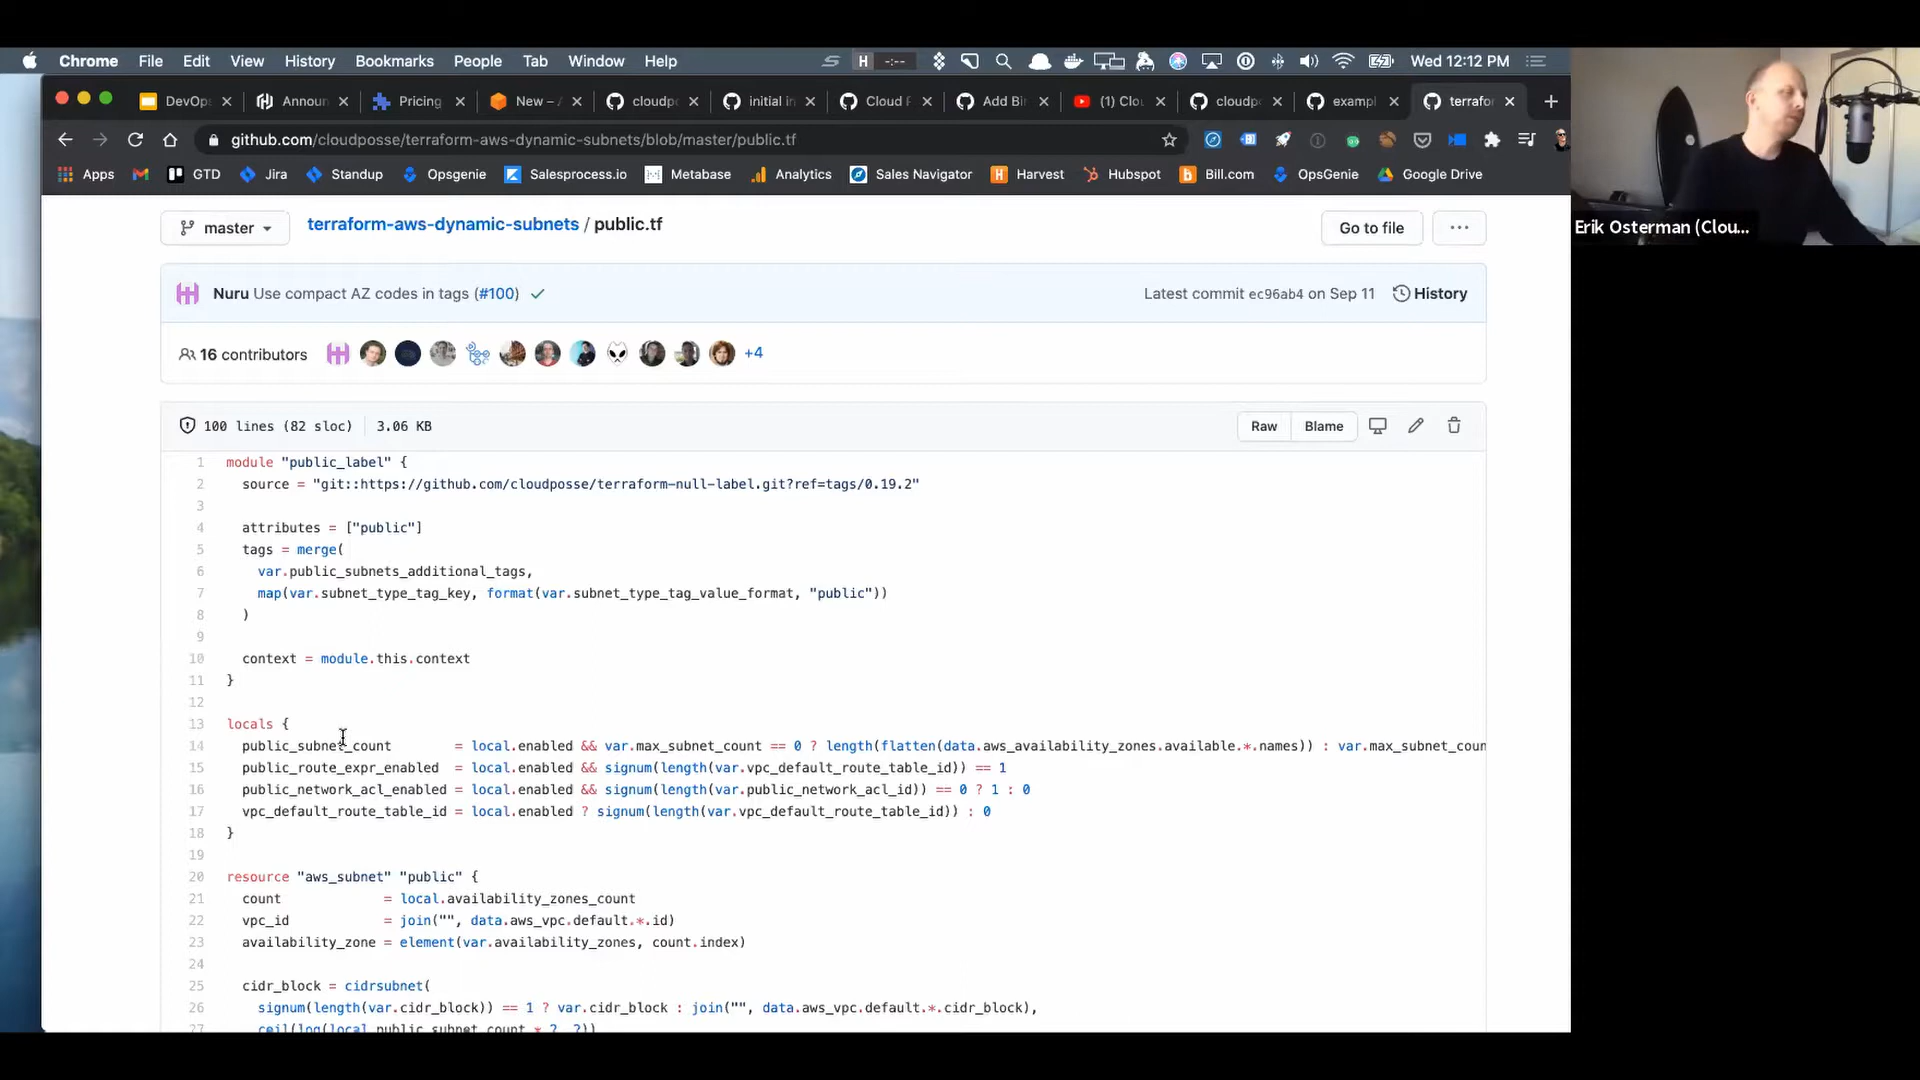 Chrome File Edit View History Bookmarks People Tab Window Help H -:-- Wed 12:12 PM
DevOp Announ Pricing New – cloudp initial in Cloud Add Bi (1) Clou cloudp exampl terrafo
github.com/cloudposse/terraform-aws-dynamic-subnets/blob/master/public.tf
Apps GTD Jira Standup Opsgenie Salesprocess.io Metabase Analytics Sales Navigator Harvest Hubspot Bill.com OpsGenie Google Drive
master terraform-aws-dynamic-subnets / public.tf Go to file ...
Erik Osterman (Clou...
Nuru Use compact AZ codes in tags (#100) Latest commit ec96ab4 on Sep 11 History
16 contributors +4
100 lines (82 sloc) 3.06 KB Raw Blame
1 module "public_label" {
2 source = "git::https://github.com/cloudposse/terraform-null-label.git?ref=tags/0.19.2"
3
4 attributes = ["public"]
5 tags = merge(
6 var.public_subnets_additional_tags,
7 map(var.subnet_type_tag_key, format(var.subnet_type_tag_value_format, "public"))
8 )
9
10 context = module.this.context
11 }
12
13 locals {
14 public_subnet_count = local.enabled && var.max_subnet_count == 0 ? length(flatten(data.aws_availability_zones.available.*.names)) : var.max_subnet_coun
15 public_route_expr_enabled = local.enabled && signum(length(var.vpc_default_route_table_id)) == 1
16 public_network_acl_enabled = local.enabled && signum(length(var.public_network_acl_id)) == 0 ? 1 : 0
17 vpc_default_route_table_id = local.enabled ? signum(length(var.vpc_default_route_table_id)) : 0
18 }
19
20 resource "aws_subnet" "public" {
21 count = local.availability_zones_count
22 vpc_id = join("", data.aws_vpc.default.*.id)
23 availability_zone = element(var.availability_zones, count.index)
24
25 cidr_block = cidrsubnet(
26 signum(length(var.cidr_block)) == 1 ? var.cidr_block : join("", data.aws_vpc.default.*.cidr_block),
27 ceil(log(local.public_subnet_count * 2, 2)),